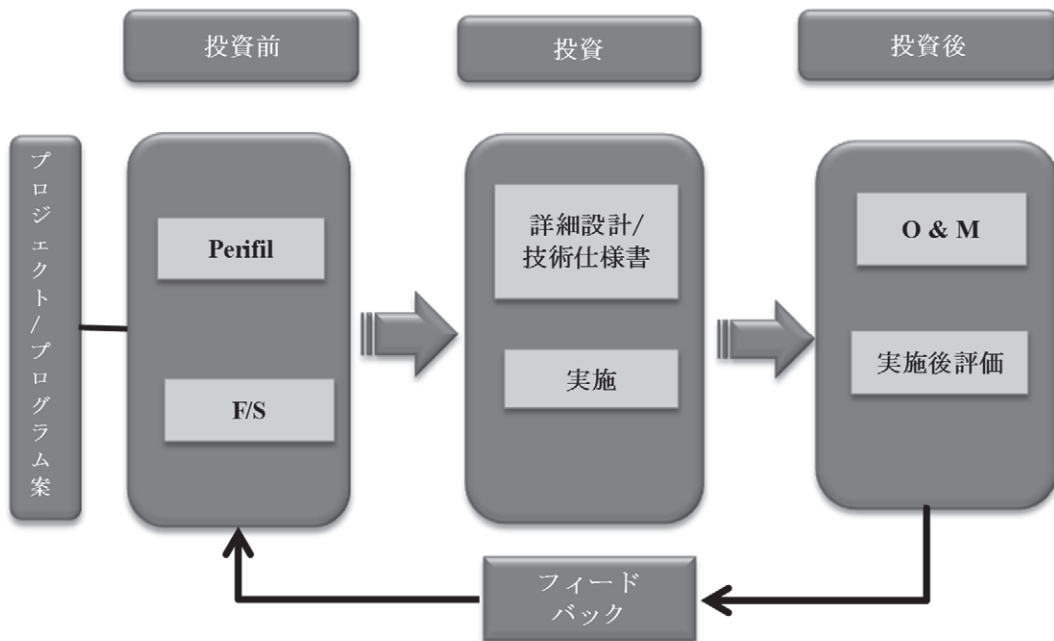 投資前
投資
投資後
プロジェクト/プログラム案
Perifil
F/S
詳細設計/
技術仕様書
実施
O & M
実施後評価
フィード
バック